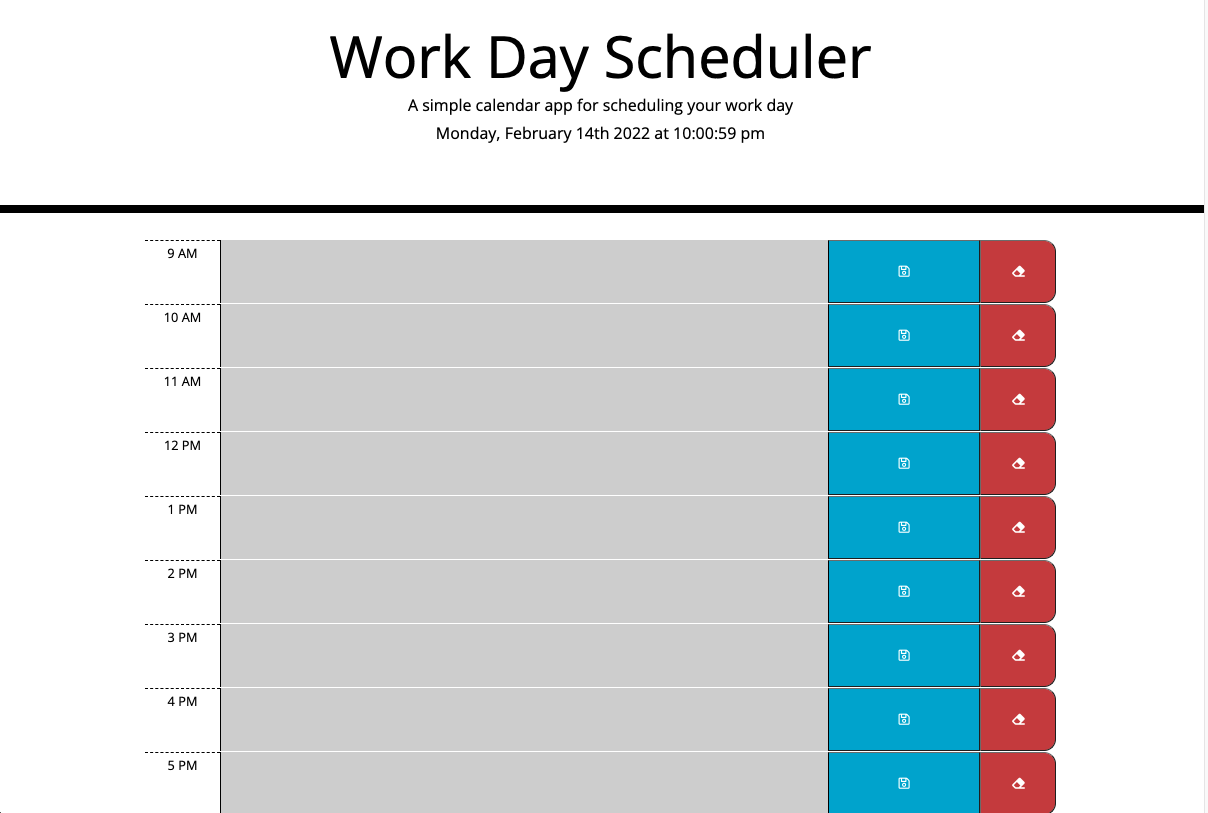 Work Day Scheduler
A simple calendar app for scheduling your work day
Monday, February 14th 2022 at 10:00:59 pm
9 AM
10 AM
11 AM
12 PM
1 PM
2 PM
3 PM
4 PM
5 PM